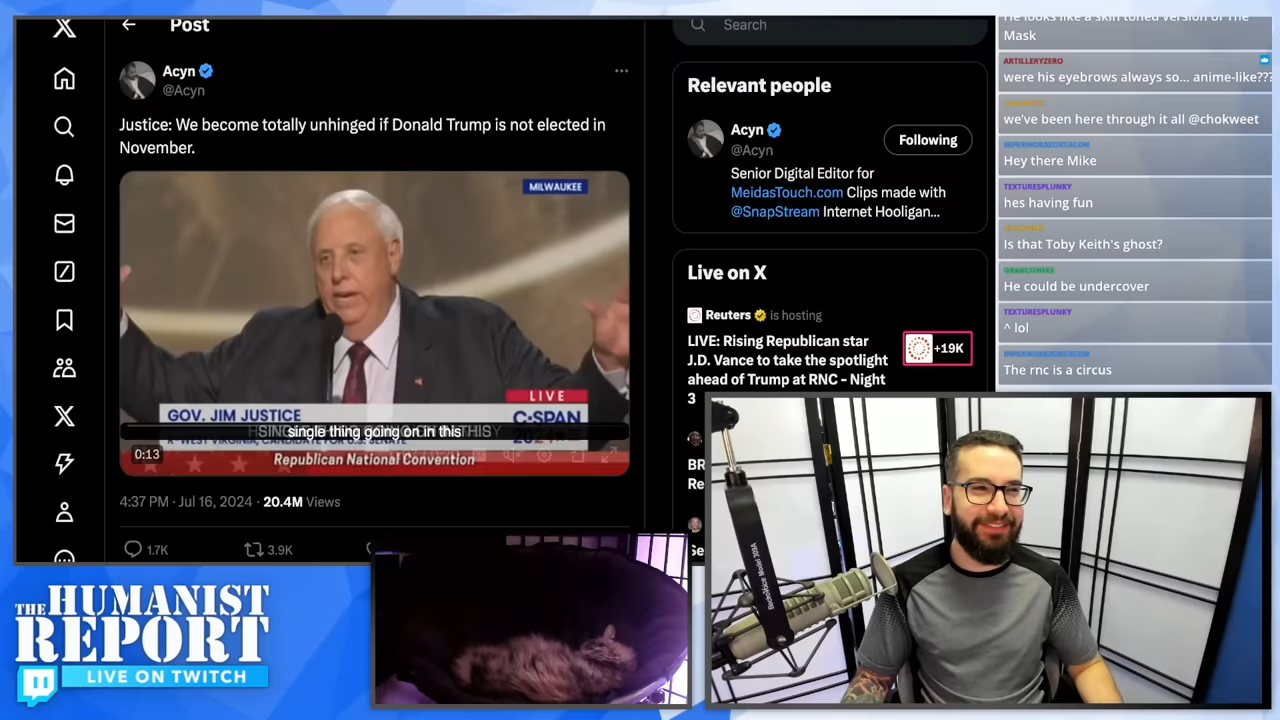 Post
Acyn
@Acyn
Justice: We become totally unhinged if Donald Trump is not elected in
November.
MILWAUKEE
LIVE
GOV. JIM JUSTICE
C-SPAN
single thing going on in this
0:13
Republican National Convention
4:37 PM · Jul 16, 2024 · 20.4M Views
1.7K
3.9K
Search
Relevant people
Acyn
@Acyn
Following
Senior Digital Editor for
MeidasTouch.com Clips made with
@SnapStream Internet Hooligan...
Live on X
Reuters is hosting
LIVE: Rising Republican star
J.D. Vance to take the spotlight
ahead of Trump at RNC - Night
3
+19K
BR
Re
Se
He looks like a skin toned version of The
Mask
ARTILLERYZERO
were his eyebrows always so... anime-like???
we've been here through it all @chokweet
Hey there Mike
TEXTURESPLUNKY
hes having fun
Is that Toby Keith's ghost?
He could be undercover
TEXTURESPLUNKY
^ lol
The rnc is a circus
THE HUMANIST
REPORT
LIVE ON TWITCH